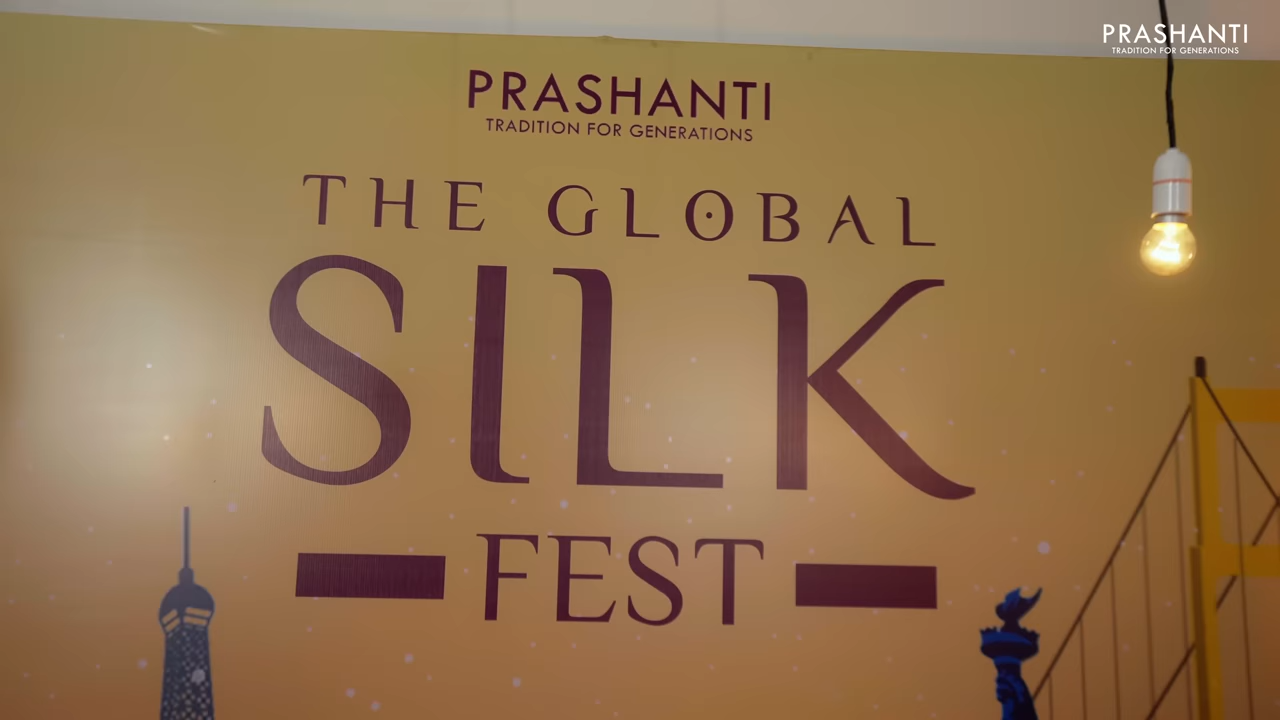 PRASHANTI
TRADITION FOR GENERATIONS
PRASHANTI
TRADITION FOR GENERATIONS
THE GLOBAL
SILK
FEST